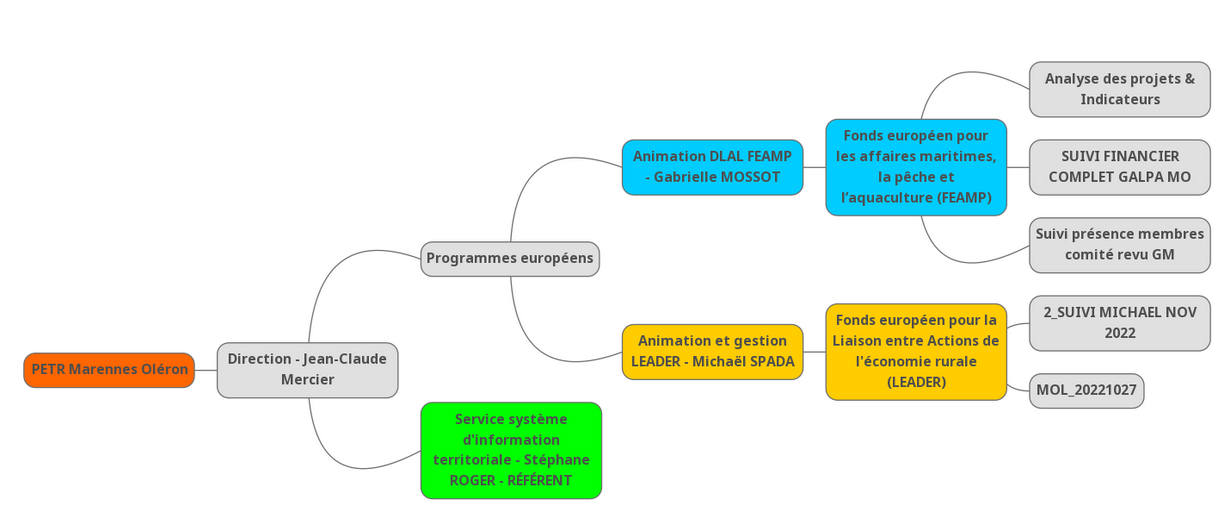 PETR Marennes Oléron
Direction - Jean-Claude
Mercier
Programmes européens
Animation DLAL FEAMP
- Gabrielle MOSSOT
Fonds européen pour
les affaires maritimes,
la pêche et
l'aquaculture (FEAMP)
Analyse des projets &
Indicateurs
SUIVI FINANCIER
COMPLET GALPA MO
Suivi présence membres
comité revu GM
Animation et gestion
LEADER - Michaël SPADA
Fonds européen pour la
Liaison entre Actions de
l'économie rurale
(LEADER)
2_SUIVI MICHAEL NOV
2022
MOL_20221027
Service système
d'information
territoriale - Stéphane
ROGER - RÉFÉRENT